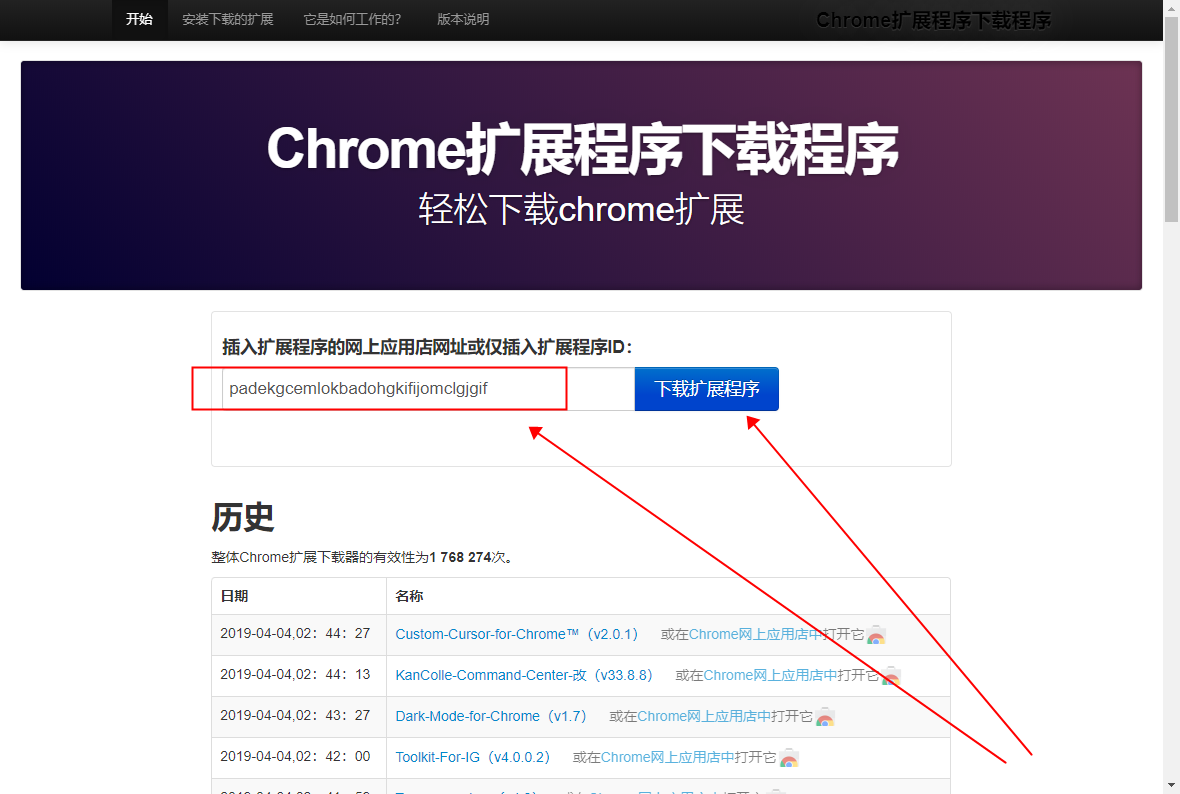 开始 安装下载的扩展 它是如何工作的？ 版本说明 Chrome扩展程序下载程序
Chrome扩展程序下载程序
轻松下载chrome扩展
插入扩展程序的网上应用店网址或仅插入扩展程序ID：
padekgcemlokbadohgkifijomclgjgif 下载扩展程序
历史
整体Chrome扩展下载器的有效性为1 768 274次。
日期 名称
2019-04-04,02：44：27 Custom-Cursor-for-Chrome™（v2.0.1） 或在Chrome网上应用店中打开它
2019-04-04,02：44：13 KanColle-Command-Center-改（v33.8.8） 或在Chrome网上应用店中打开它
2019-04-04,02：43：27 Dark-Mode-for-Chrome（v1.7） 或在Chrome网上应用店中打开它
2019-04-04,02：42：00 Toolkit-For-IG（v4.0.0.2） 或在Chrome网上应用店中打开它